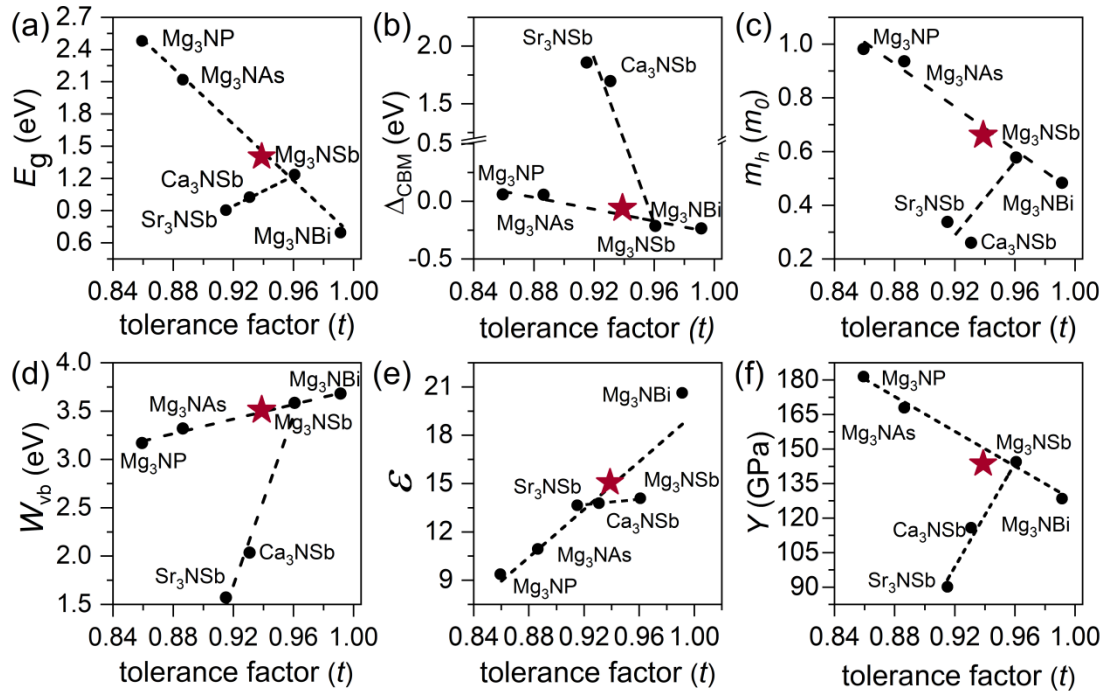 (a)
2.7
2.4
2.1
1.8
1.5
1.2
0.9
0.6
E_g (eV)
Mg₃NP
Mg₃NAs
Mg₃NSb
Ca₃NSb
Sr₃NSb
Mg₃NBi
0.84 0.88 0.92 0.96 1.00
tolerance factor (t)
(b)
2.0
1.5
0.5
0.0
-0.5
Δ_CBM (eV)
Sr₃NSb
Ca₃NSb
Mg₃NP
Mg₃NAs
Mg₃NBi
Mg₃NSb
0.84 0.88 0.92 0.96 1.00
tolerance factor (t)
(c)
1.0
0.8
0.6
0.4
0.2
m_h (m_0)
Mg₃NP
Mg₃NAs
Mg₃NSb
Sr₃NSb
Mg₃NBi
Ca₃NSb
0.84 0.88 0.92 0.96 1.00
tolerance factor (t)
(d)
4.0
3.5
3.0
2.5
2.0
1.5
W_vb (eV)
Mg₃NBi
Mg₃NAs
Mg₃NSb
Mg₃NP
Ca₃NSb
Sr₃NSb
0.84 0.88 0.92 0.96 1.00
tolerance factor (t)
(e)
21
18
15
12
9
ε
Mg₃NBi
Sr₃NSb
Mg₃NSb
Ca₃NSb
Mg₃NAs
Mg₃NP
0.84 0.88 0.92 0.96 1.00
tolerance factor (t)
(f)
180
165
150
135
120
105
90
Y (GPa)
Mg₃NP
Mg₃NAs
Mg₃NSb
Ca₃NSb
Mg₃NBi
Sr₃NSb
0.84 0.88 0.92 0.96 1.00
tolerance factor (t)